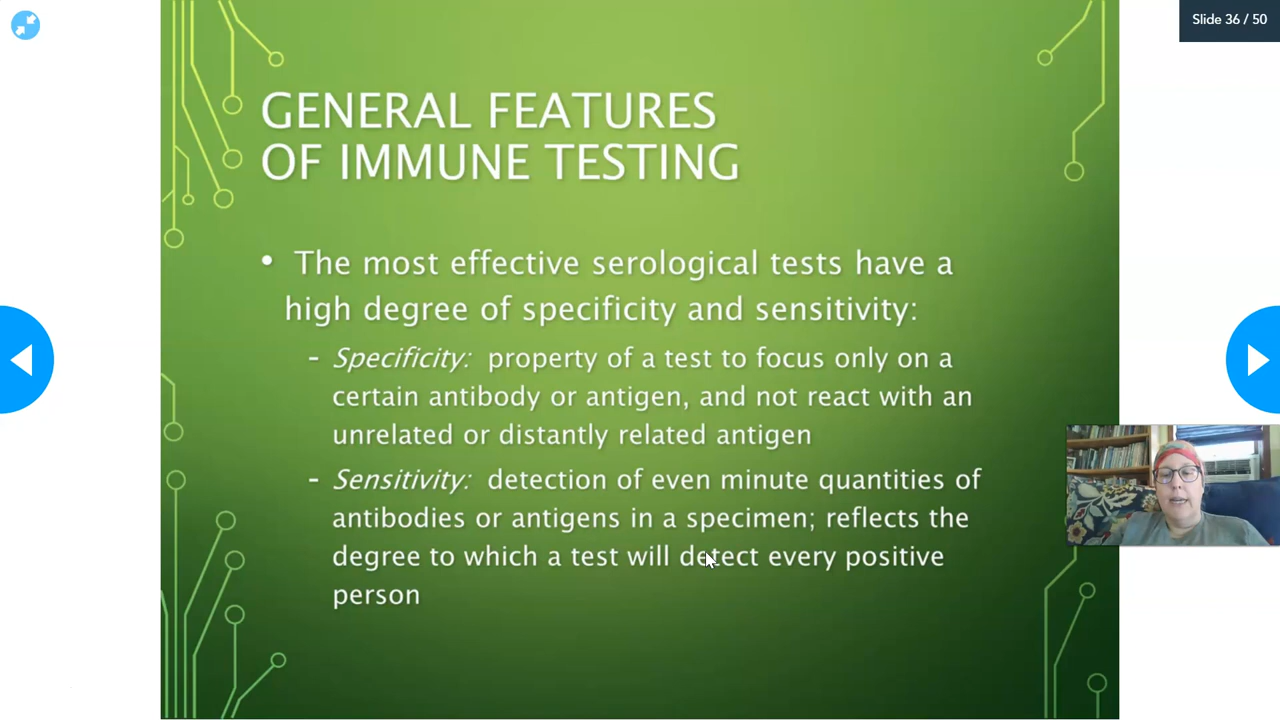 Slide 36 / 50
GENERAL FEATURES
OF IMMUNE TESTING
• The most effective serological tests have a
high degree of specificity and sensitivity:
- Specificity: property of a test to focus only on a
certain antibody or antigen, and not react with an
unrelated or distantly related antigen
- Sensitivity: detection of even minute quantities of
antibodies or antigens in a specimen; reflects the
degree to which a test will detect every positive
person